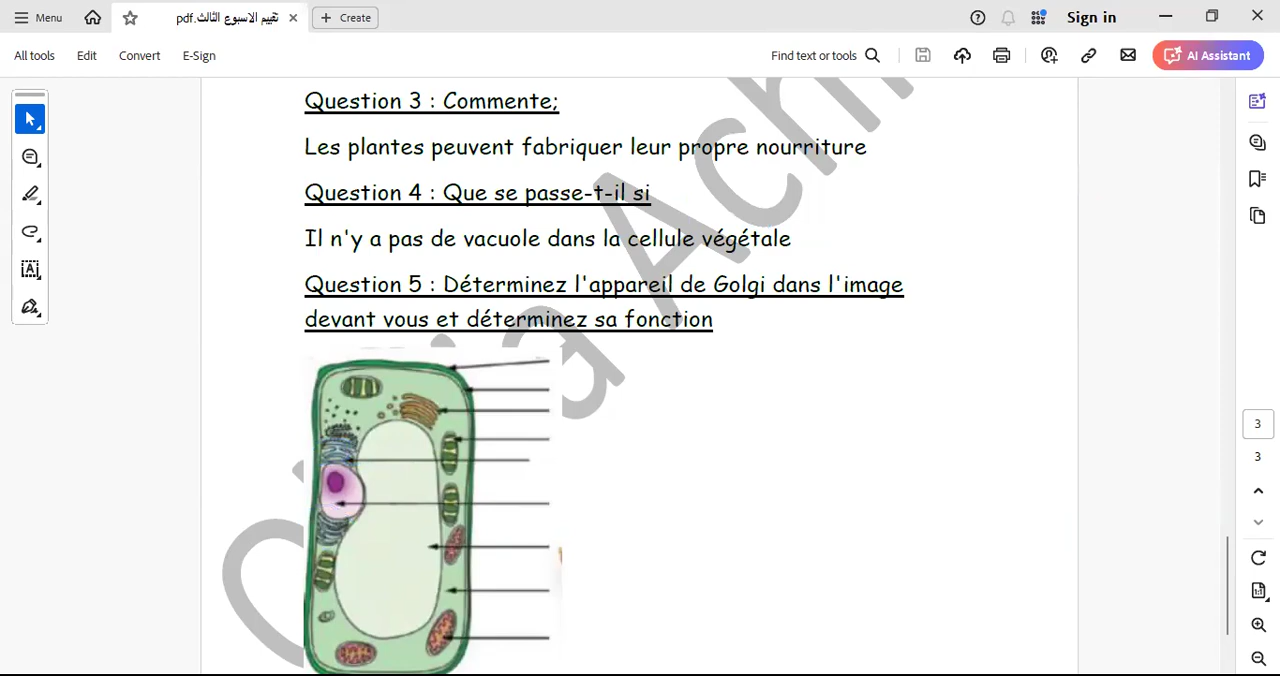 Menu
تقييم الاسبوع الثالث.pdf
Create
Sign in
All tools
Edit
Convert
E-Sign
Find text or tools
AI Assistant
Question 3 : Commente;
Les plantes peuvent fabriquer leur propre nourriture
Question 4 : Que se passe-t-il si
Il n'y a pas de vacuole dans la cellule végétale
Question 5 : Déterminez l'appareil de Golgi dans l'image
devant vous et déterminez sa fonction
3
3